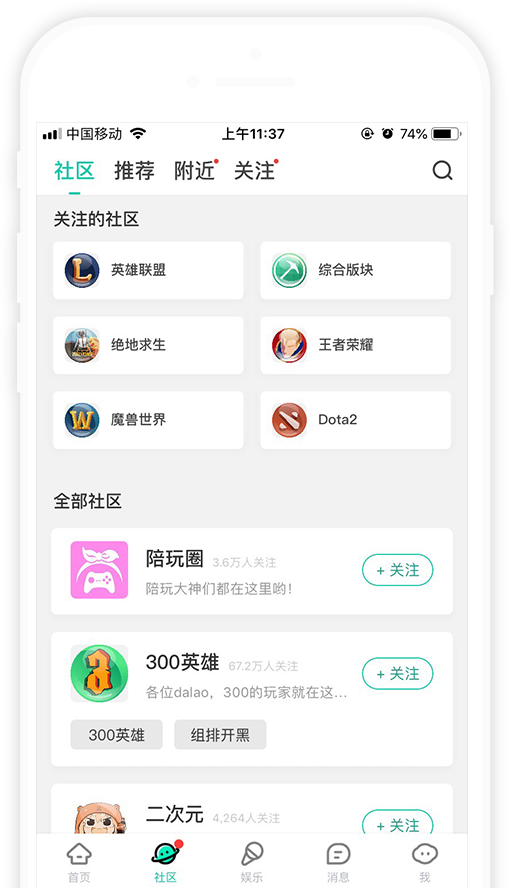 中国移动 上午11:37 74%
社区 推荐 附近 关注
关注的社区
英雄联盟 综合版块
绝地求生 王者荣耀
魔兽世界 Dota2
全部社区
陪玩圈 3.6万人关注
+ 关注
陪玩大神们都在这里哟！
300英雄 67.2万人关注
+ 关注
各位dalao，300的玩家就在这...
300英雄 组排开黑
二次元 4,264人关注
+ 关注
首页 社区 娱乐 消息 我